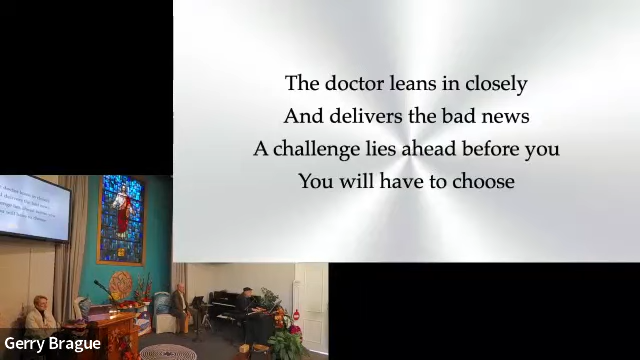 The doctor leans in closely
And delivers the bad news
A challenge lies ahead before you
You will have to choose
Gerry Brague